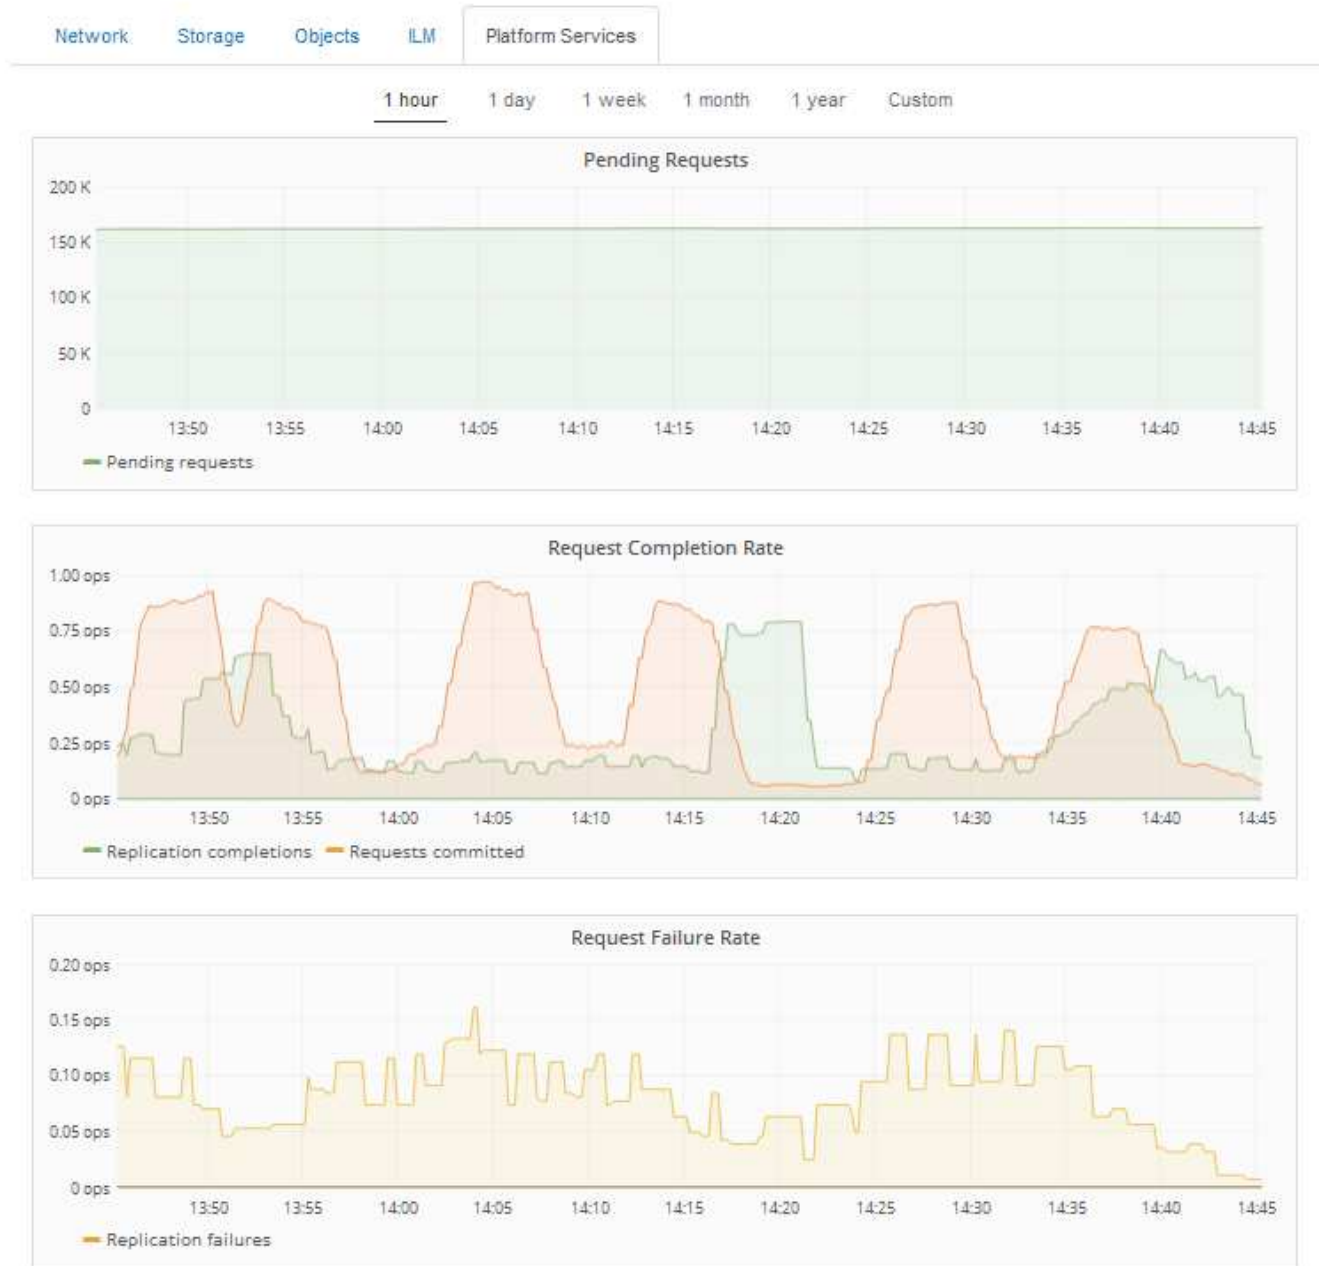 Network Storage Objects ILM Platform Services
1 hour 1 day 1 week 1 month 1 year Custom
Pending Requests
200 K
150 K
100 K
50 K
0
13:50 13:55 14:00 14:05 14:10 14:15 14:20 14:25 14:30 14:35 14:40 14:45
Pending requests
Request Completion Rate
1.00 ops
0.75 ops
0.50 ops
0.25 ops
0 ops
13:50 13:55 14:00 14:05 14:10 14:15 14:20 14:25 14:30 14:35 14:40 14:45
Replication completions Requests committed
Request Failure Rate
0.20 ops
0.15 ops
0.10 ops
0.05 ops
0 ops
13:50 13:55 14:00 14:05 14:10 14:15 14:20 14:25 14:30 14:35 14:40 14:45
Replication failures